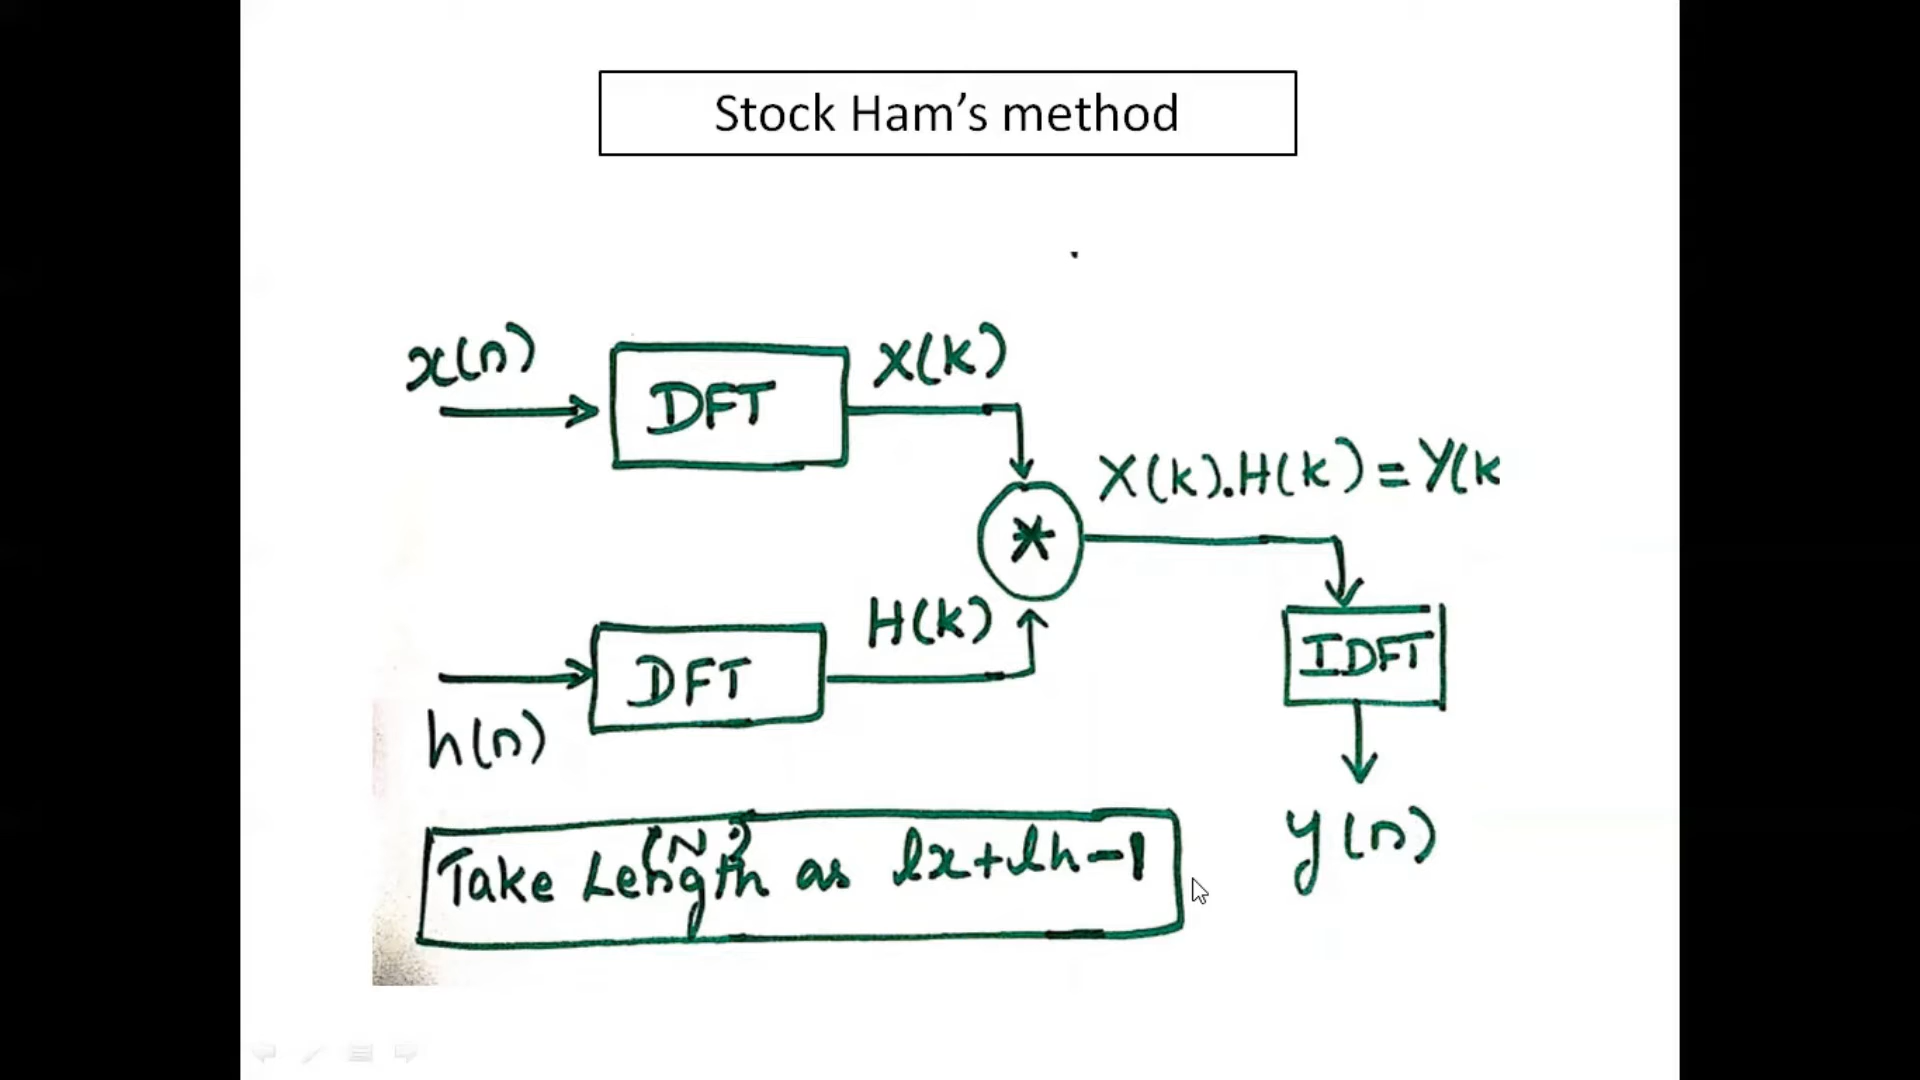 Stock Ham's method
x(n)
DFT
X(K)
X(K).H(K)=Y(K
*
H(K)
DFT
h(n)
IDFT
y(n)
(N)
Take Length as lx+lh-1